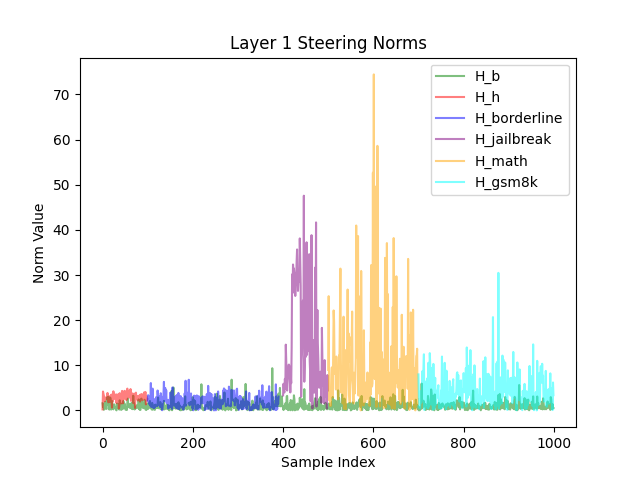 Layer 1 Steering Norms
Norm Value
70
60
50
40
30
20
10
0
H_b
H_h
H_borderline
H_jailbreak
H_math
H_gsm8k
0
200
400
600
800
1000
Sample Index